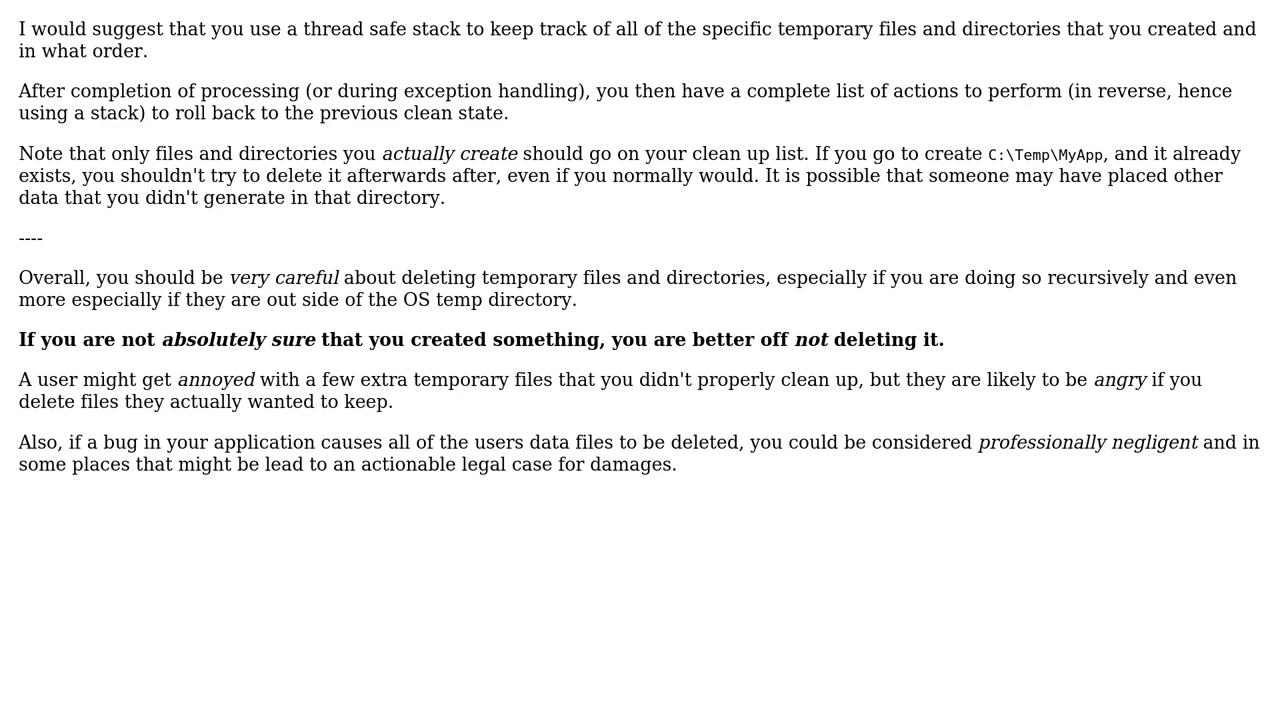 I would suggest that you use a thread safe stack to keep track of all of the specific temporary files and directories that you created and
in what order.
After completion of processing (or during exception handling), you then have a complete list of actions to perform (in reverse, hence
using a stack) to roll back to the previous clean state.
Note that only files and directories you actually create should go on your clean up list. If you go to create C:\Temp\MyApp, and it already
exists, you shouldn't try to delete it afterwards after, even if you normally would. It is possible that someone may have placed other
data that you didn't generate in that directory.
----
Overall, you should be very careful about deleting temporary files and directories, especially if you are doing so recursively and even
more especially if they are out side of the OS temp directory.
If you are not absolutely sure that you created something, you are better off not deleting it.
A user might get annoyed with a few extra temporary files that you didn't properly clean up, but they are likely to be angry if you
delete files they actually wanted to keep.
Also, if a bug in your application causes all of the users data files to be deleted, you could be considered professionally negligent and in
some places that might be lead to an actionable legal case for damages.